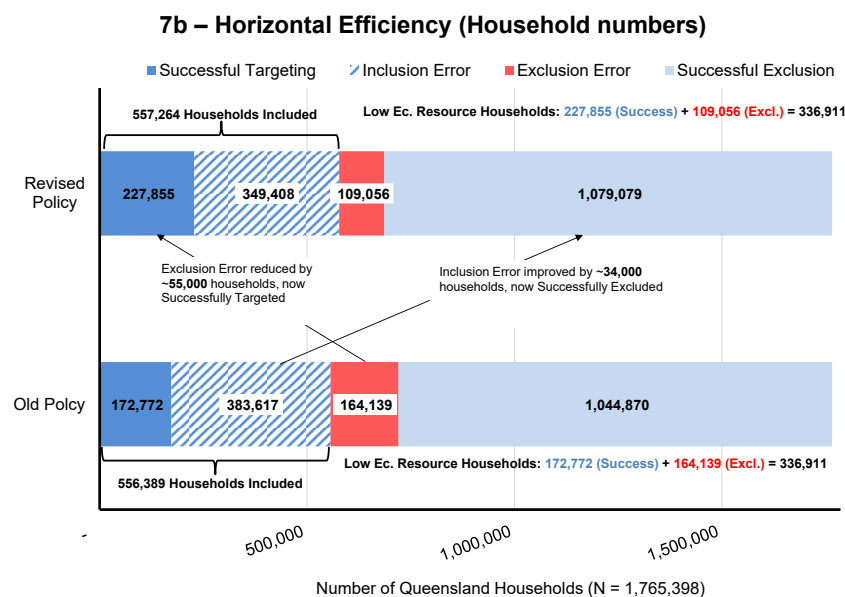 7b – Horizontal Efficiency (Household numbers)
Successful Targeting
Inclusion Error
Exclusion Error
Successful Exclusion
557,264 Households Included
Low Ec. Resource Households: 227,855 (Success) + 109,056 (Excl.) = 336,911
Revised
Policy
227,855
349,408
109,056
1,079,079
Exclusion Error reduced by
~55,000 households, now
Successfully Targeted
Inclusion Error improved by ~34,000
households, now Successfully Excluded
Old Polcy
172,772
383,617
164,139
1,044,870
Low Ec. Resource Households: 172,772 (Success) + 164,139 (Excl.) = 336,911
556,389 Households Included
-
500,000
1,000,000
1,500,000
Number of Queensland Households (N = 1,765,398)